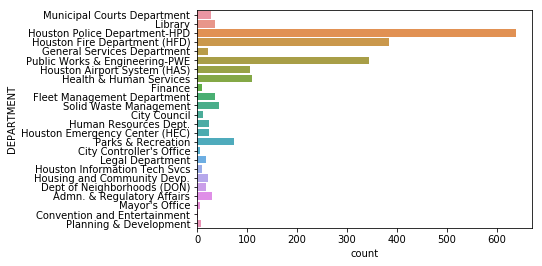 Municipal Courts Department
Library
Houston Police Department-HPD
Houston Fire Department (HFD)
General Services Department
Public Works & Engineering-PWE
Houston Airport System (HAS)
Health & Human Services
Finance
Fleet Management Department
Solid Waste Management
City Council
Human Resources Dept.
Houston Emergency Center (HEC)
Parks & Recreation
City Controller's Office
Legal Department
Houston Information Tech Svcs
Housing and Community Devp.
Dept of Neighborhoods (DON)
Admn. & Regulatory Affairs
Mayor's Office
Convention and Entertainment
Planning & Development
DEPARTMENT
0 100 200 300 400 500 600
count